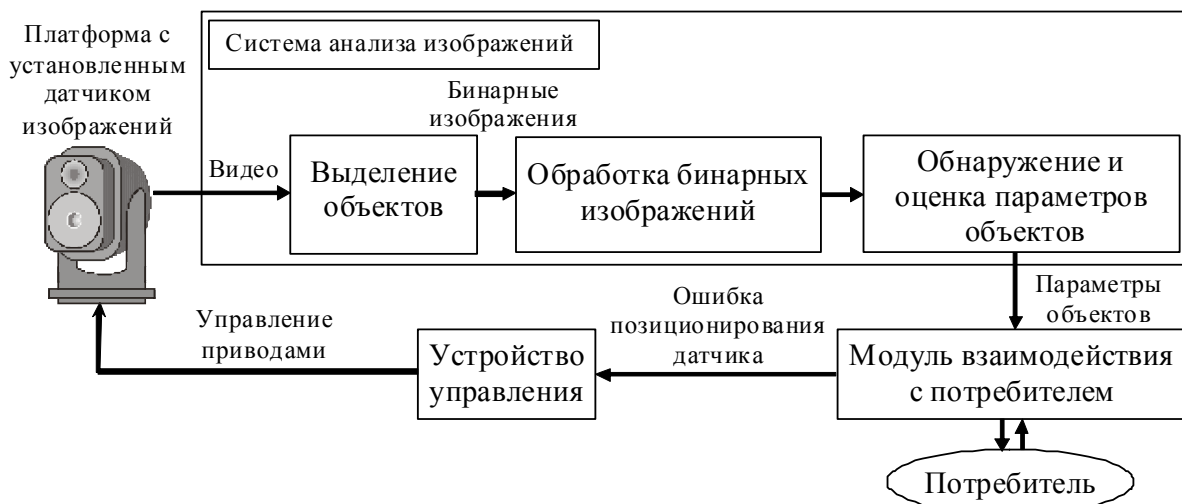 Платформа с
установленным
датчиком
изображений
Система анализа изображений
Бинарные
изображения
Видео
Выделение
объектов
Обработка бинарных
изображений
Обнаружение и
оценка параметров
объектов
Параметры
объектов
Ошибка
позиционирования
датчика
Управление
приводами
Устройство
управления
Модуль взаимодействия
с потребителем
Потребитель